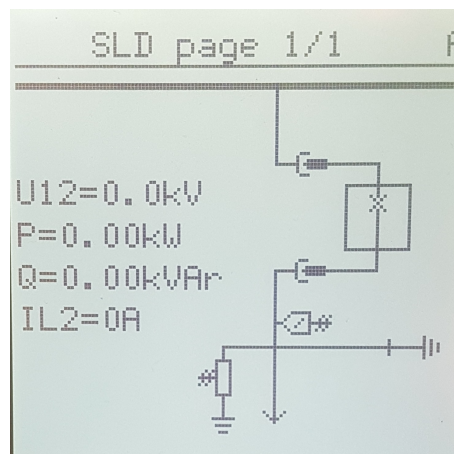 SLD page 1/1
U12=0.0kV
P=0.00kW
Q=0.00kVAr
IL2=0A